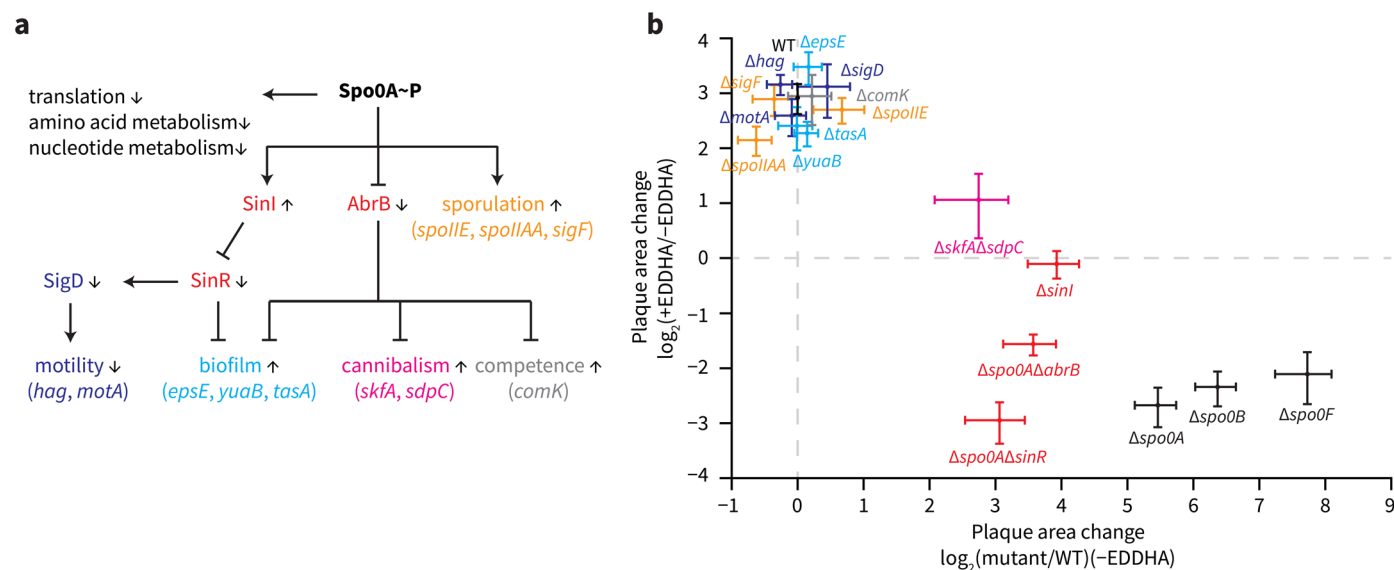 a
Spo0A~P
translation ↓
amino acid metabolism↓
nucleotide metabolism↓
SinI ↑
AbrB ↓
sporulation ↑
(spoIIE, spoIIAA, sigF)
SigD ↓
SinR ↓
motility ↓
(hag, motA)
biofilm ↑
(epsE, yuaB, tasA)
cannibalism ↑
(skfA, sdpC)
competence ↑
(comK)
b
Plaque area change
log2(+EDDHA/−EDDHA)
4
3
2
1
0
−1
−2
−3
−4
WT
ΔepsE
Δhag
ΔsigD
ΔsigF
ΔcomK
ΔspoIIE
ΔmotA
ΔtasA
ΔspoIIAA
ΔyuaB
ΔskfAΔsdpC
ΔsinI
Δspo0AΔabrB
Δspo0A
Δspo0B
Δspo0F
Δspo0AΔsinR
−1 0 1 2 3 4 5 6 7 8 9
Plaque area change
log2(mutant/WT)(−EDDHA)